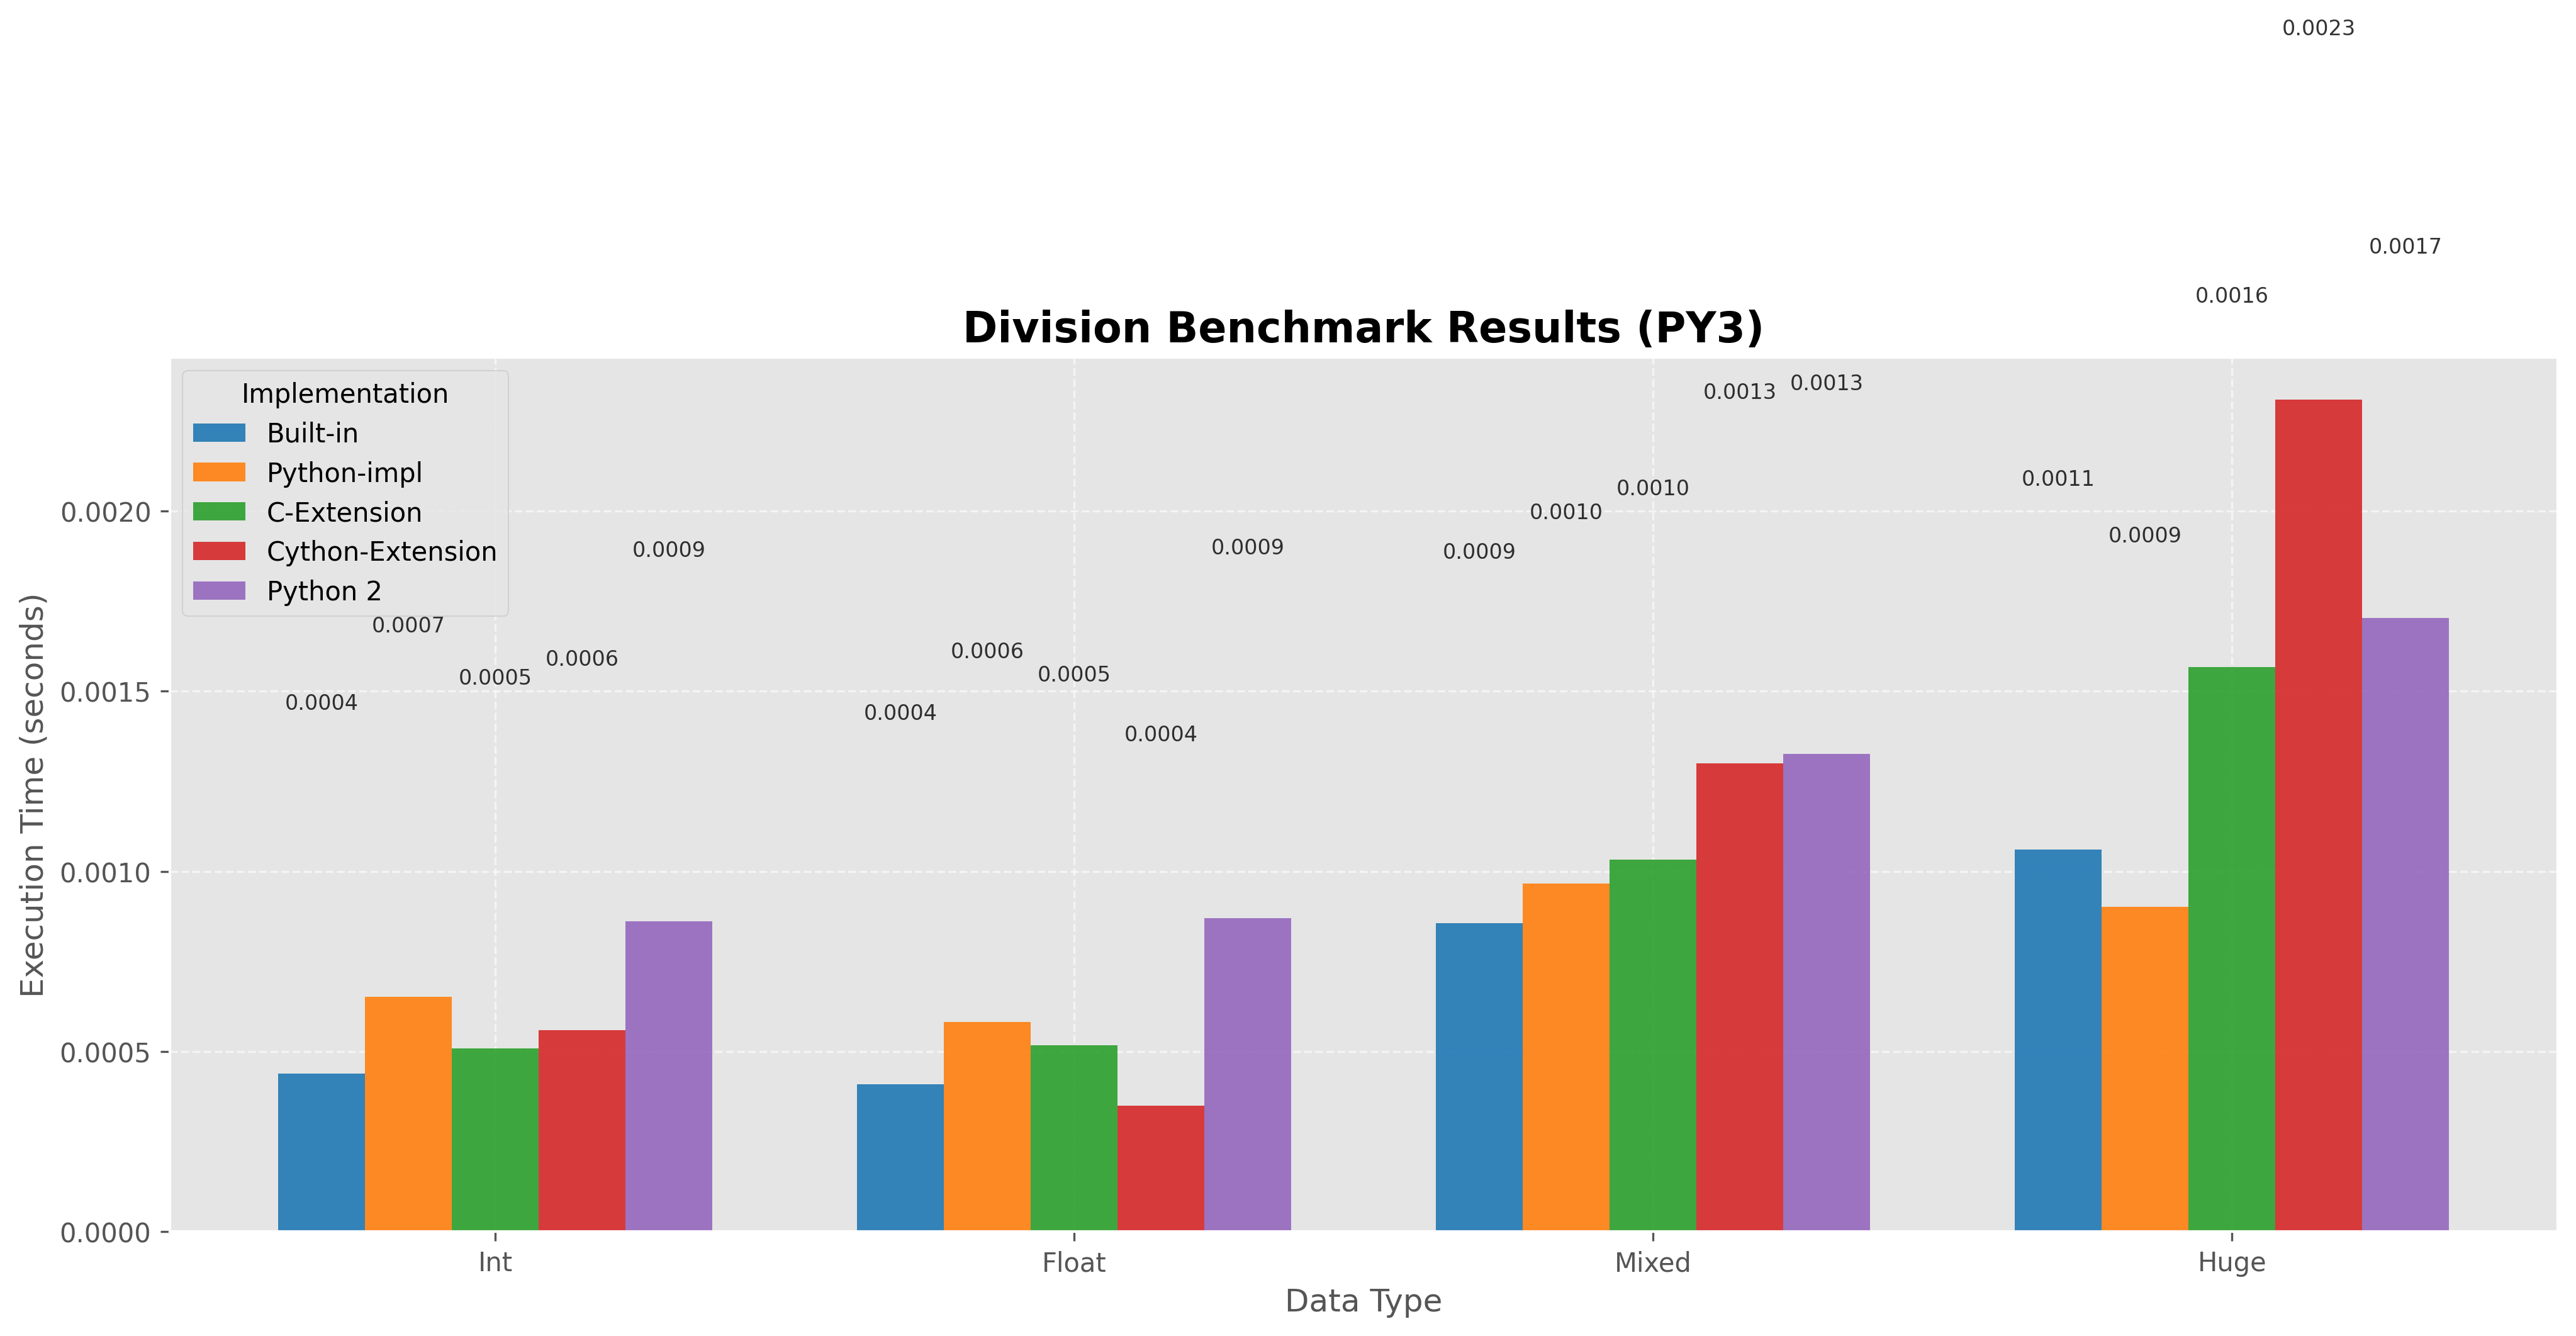 0.0023
0.0017
0.0016
Division Benchmark Results (PY3)
Implementation
Built-in
Python-impl
C-Extension
Cython-Extension
Python 2
0.0004
0.0007
0.0005
0.0006
0.0009
0.0004
0.0006
0.0005
0.0004
0.0009
0.0009
0.0010
0.0010
0.0013
0.0013
0.0011
0.0009
Execution Time (seconds)
0.0020
0.0015
0.0010
0.0005
0.0000
Int
Float
Mixed
Huge
Data Type